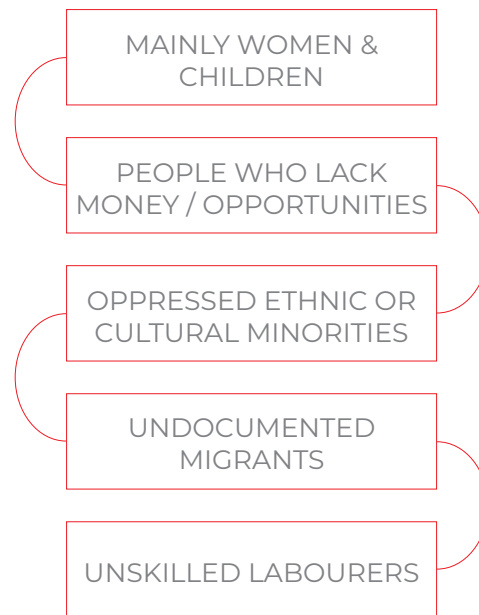 MAINLY WOMEN &
CHILDREN
PEOPLE WHO LACK
MONEY / OPPORTUNITIES
OPPRESSED ETHNIC OR
CULTURAL MINORITIES
UNDOCUMENTED
MIGRANTS
UNSKILLED LABOURERS